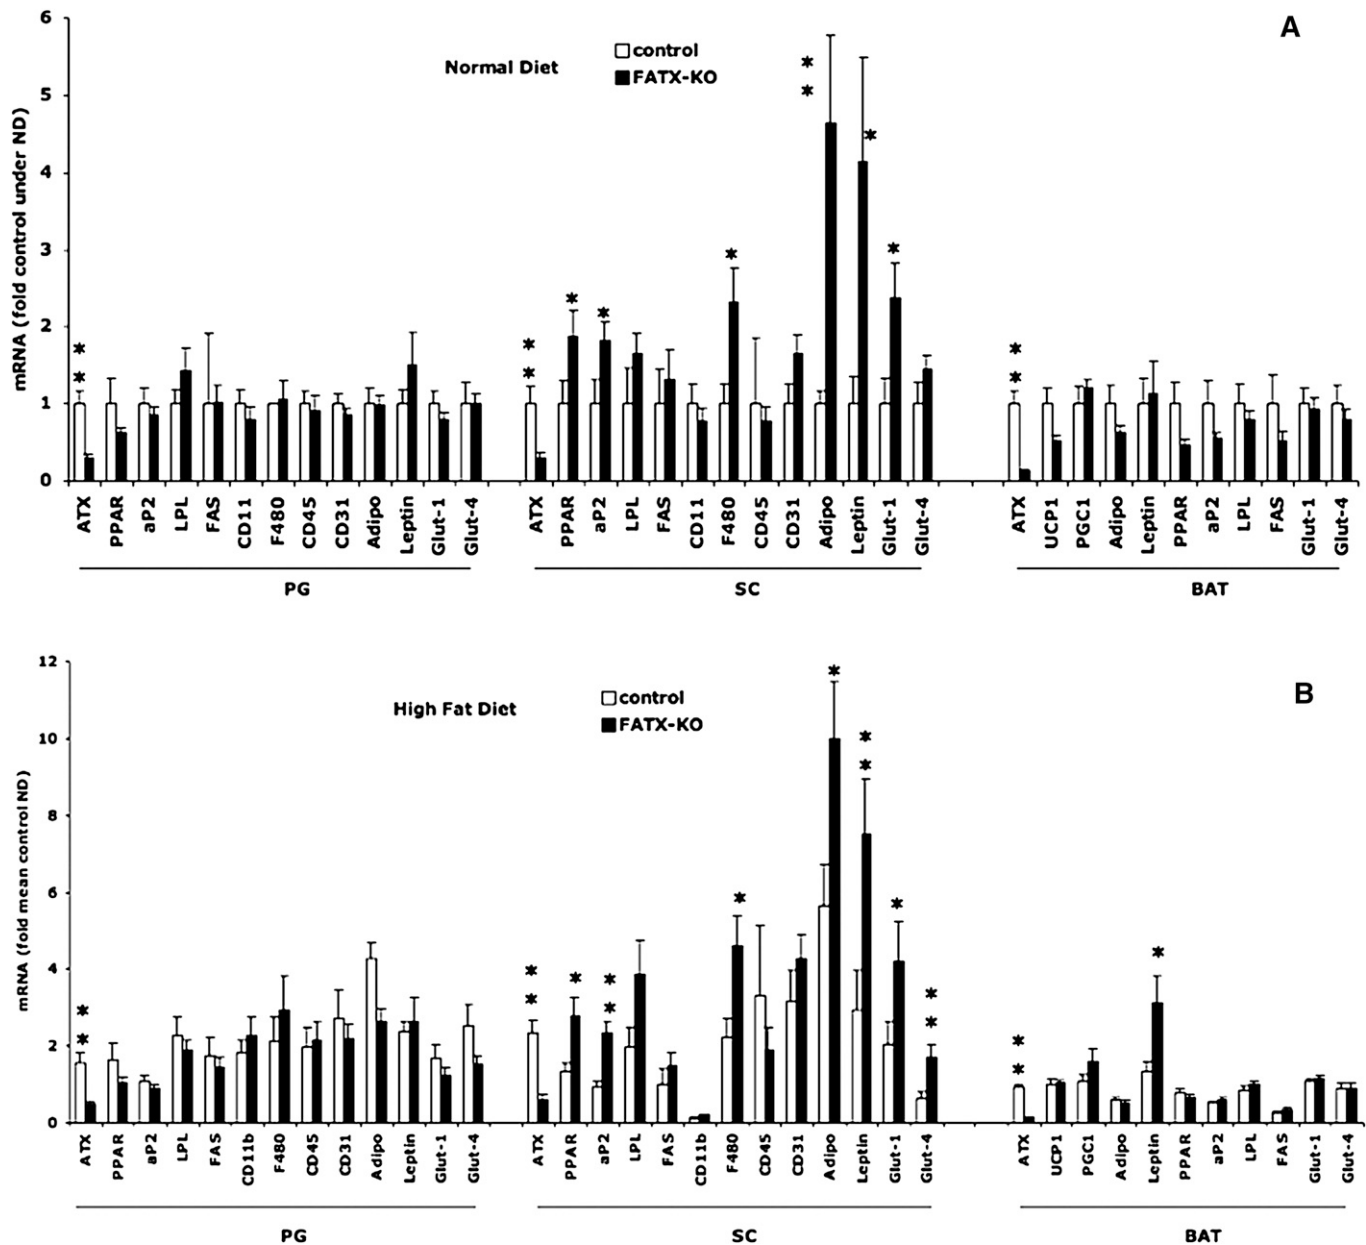 A
Normal Diet
control
FATX-KO
mRNA (fold control under ND)
6
5
4
3
2
1
0
* * * * * * * * * * * * *
ATX PPAR aP2 LPL FAS CD11 F480 CD45 CD31 Adipo Leptin Glut-1 Glut-4
ATX PPAR aP2 LPL FAS CD11 F480 CD45 CD31 Adipo Leptin Glut-1 Glut-4
ATX UCP1 PGC1 Adipo Leptin PPAR aP2 LPL FAS Glut-1 Glut-4
PG SC BAT
B
High Fat Diet
control
FATX-KO
mRNA (fold mean control ND)
12
10
8
6
4
2
0
* * * * * * * * * * * * * * * * * *
ATX PPAR aP2 LPL FAS CD11b F480 CD45 CD31 Adipo Leptin Glut-1 Glut-4
ATX PPAR aP2 LPL FAS CD11b F480 CD45 CD31 Adipo Leptin Glut-1 Glut-4
ATX UCP1 PGC1 Adipo Leptin PPAR aP2 LPL FAS Glut-1 Glut-4
PG SC BAT